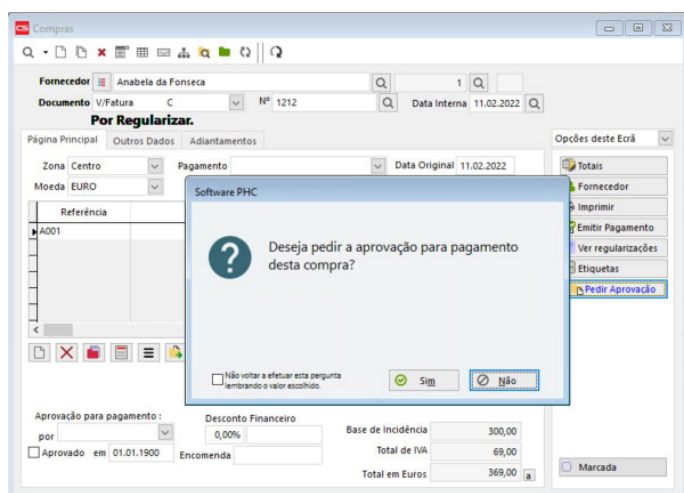 Compras
Fornecedor Anabela da Fonseca 1
Documento V/Fatura C Nº 1212 Data Interna 11.02.2022
Por Regularizar.
Página Principal Outros Dados Adiantamentos Opções deste Ecrã
Zona Centro Pagamento Data Original 11.02.2022 Totais
Moeda EURO Software PHC Fornecedor
Referência Imprimir
A001 Emitir Pagamento
Deseja pedir a aprovação para pagamento
desta compra?
Ver regularizações
Etiquetas
Pedir Aprovação
Não voltar a efetuar esta pergunta
lembrando o valor escolhido.
Sim Não
Aprovação para pagamento : Desconto Financeiro
por 0,00% Base de Incidência 300,00
Aprovado em 01.01.1900 Encomenda Total de IVA 69,00
Total em Euros 369,00 a
Marcada